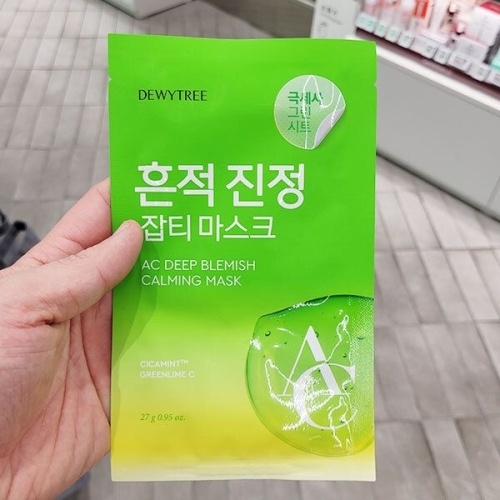 DEWYTREE
극세사
그린
시트
흔적 진정
잡티 마스크
AC DEEP BLEMISH
CALMING MASK
CICAMINT™
GREENLIME C
AC
27 g 0.95 oz.